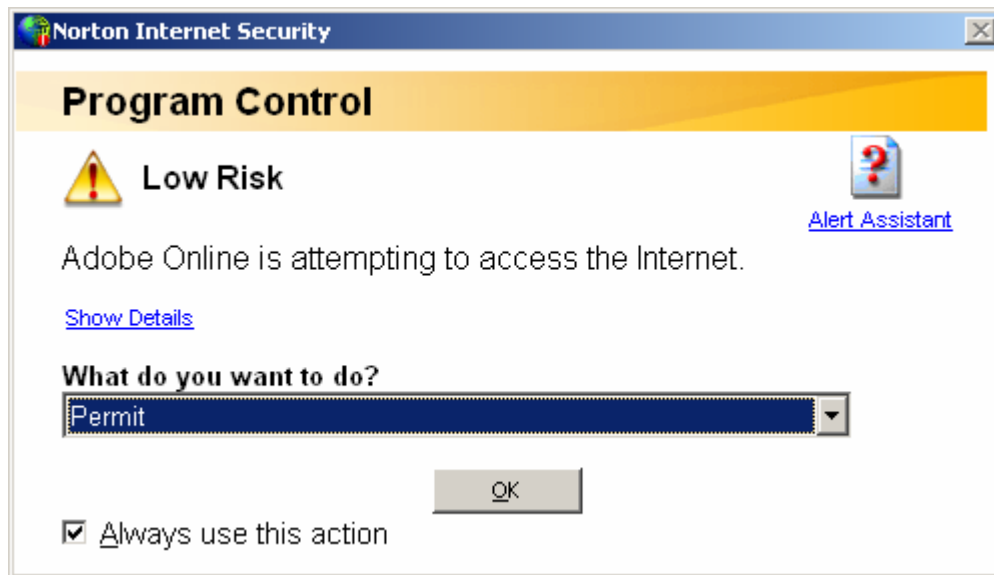 Norton Internet Security
Program Control
Low Risk
Alert Assistant
Adobe Online is attempting to access the Internet.
Show Details
What do you want to do?
Permit
OK
Always use this action